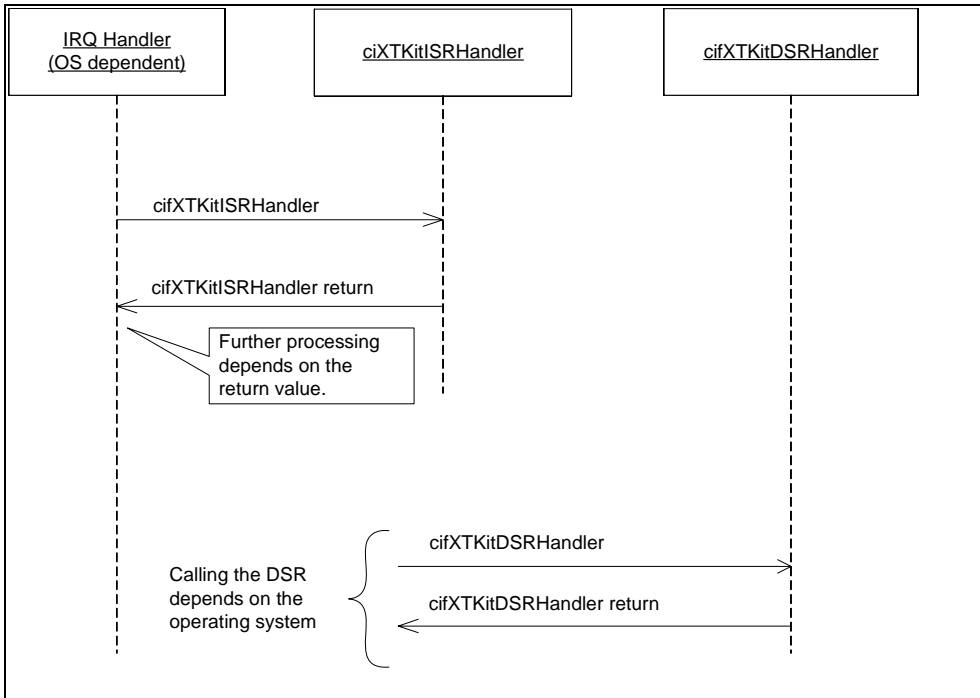 IRQ Handler
(OS dependent)
ciXTKitISRHandler
cifXTKitDSRHandler
cifXTKitISRHandler
cifXTKitISRHandler return
Further processing
depends on the
return value.
cifXTKitDSRHandler
Calling the DSR
depends on the
operating system
cifXTKitDSRHandler return